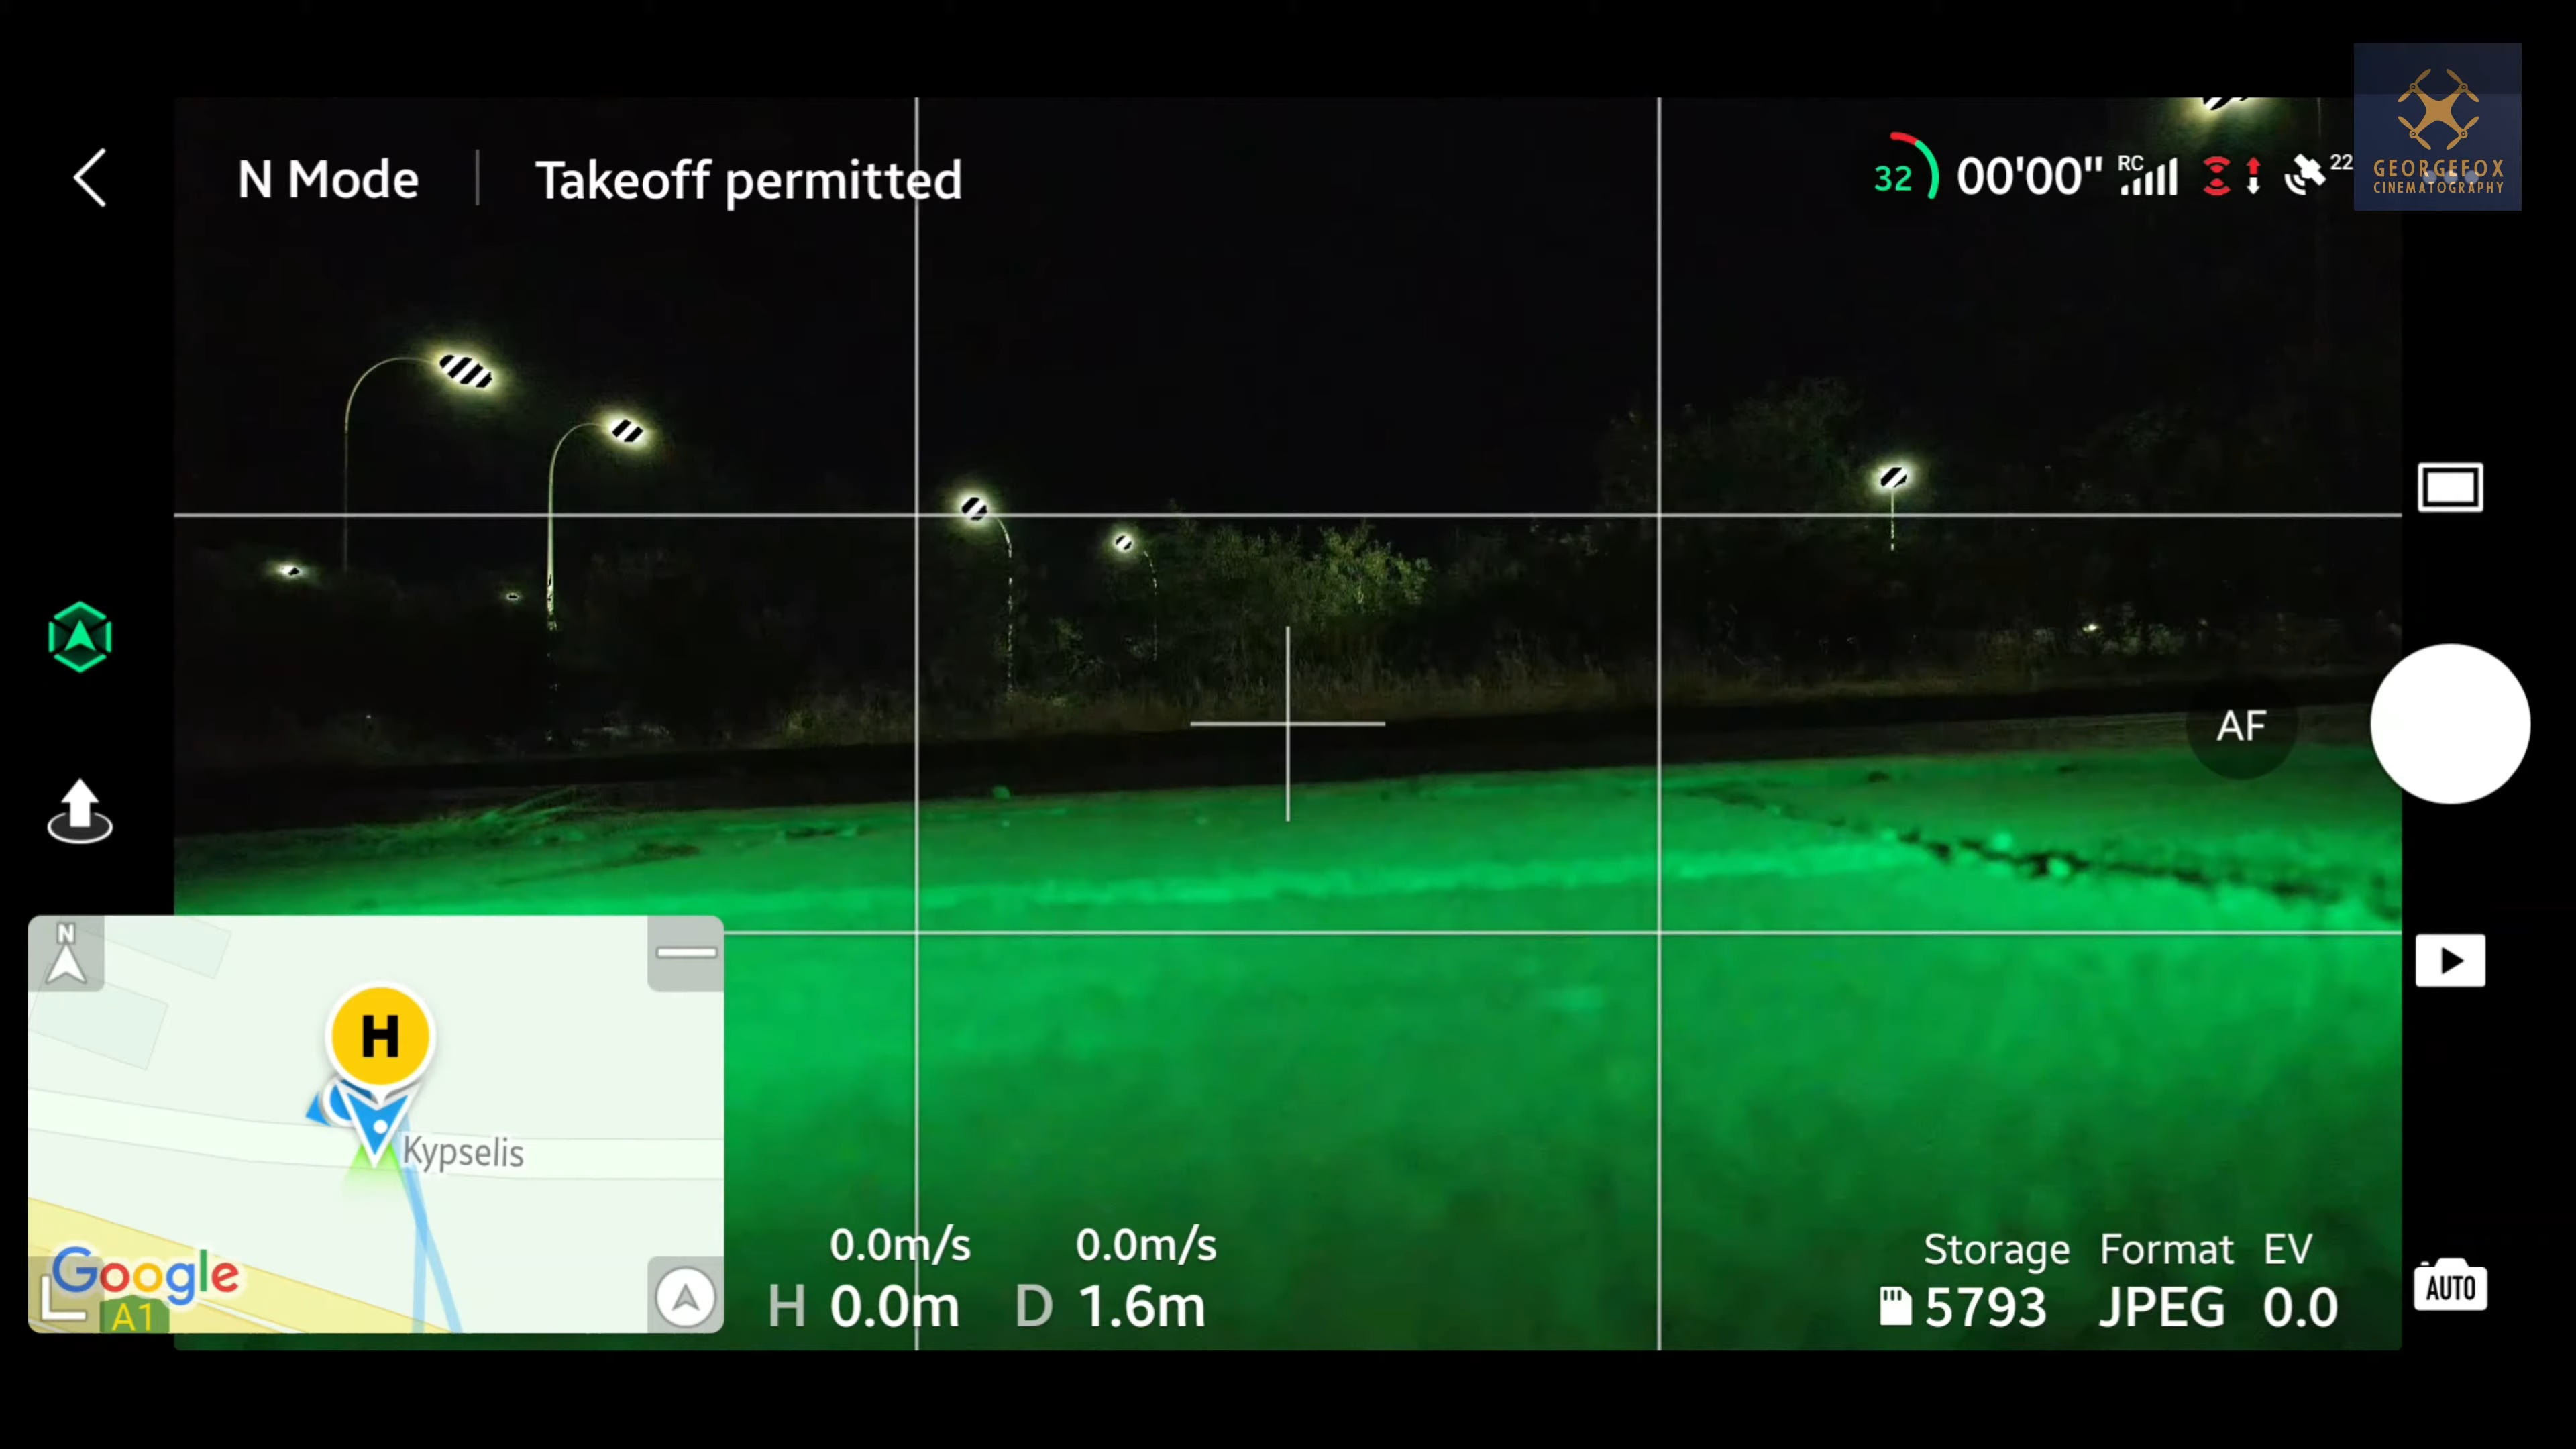 N Mode
Takeoff permitted
32
00'00"
RC
22
GEORGEFOX
CINEMATOGRAPHY
AF
N
H
Kypselis
Google
A1
0.0m/s 0.0m/s
H 0.0m D 1.6m
Storage Format EV
5793 JPEG 0.0
AUTO